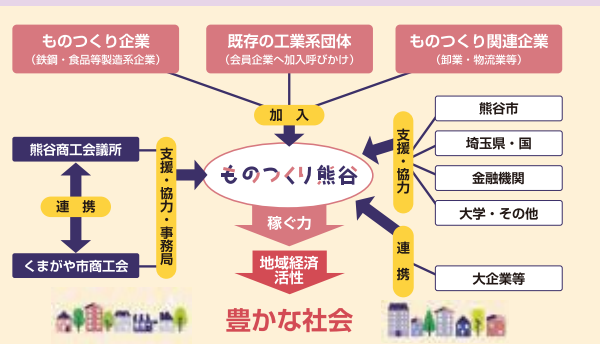 ものつくり企業
（鉄鋼・食品等製造系企業）
既存の工業系団体
（会員企業へ加入呼びかけ）
ものつくり関連企業
（卸業・物流業等）
加 入
熊谷商工会議所
連 携
くまがや市商工会
支援・協力・事務局
ものつくり熊谷
支援・協力
熊谷市
埼玉県・国
金融機関
大学・その他
連 携
大企業等
稼ぐ力
地域経済
活性
豊かな社会